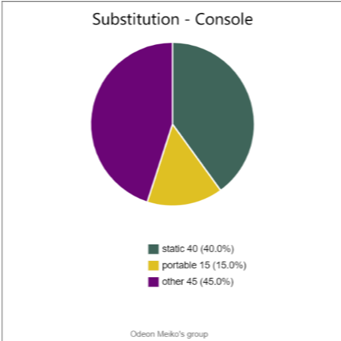 Substitution - Console
static 40 (40.0%)
portable 15 (15.0%)
other 45 (45.0%)
Odeon Meiko's group